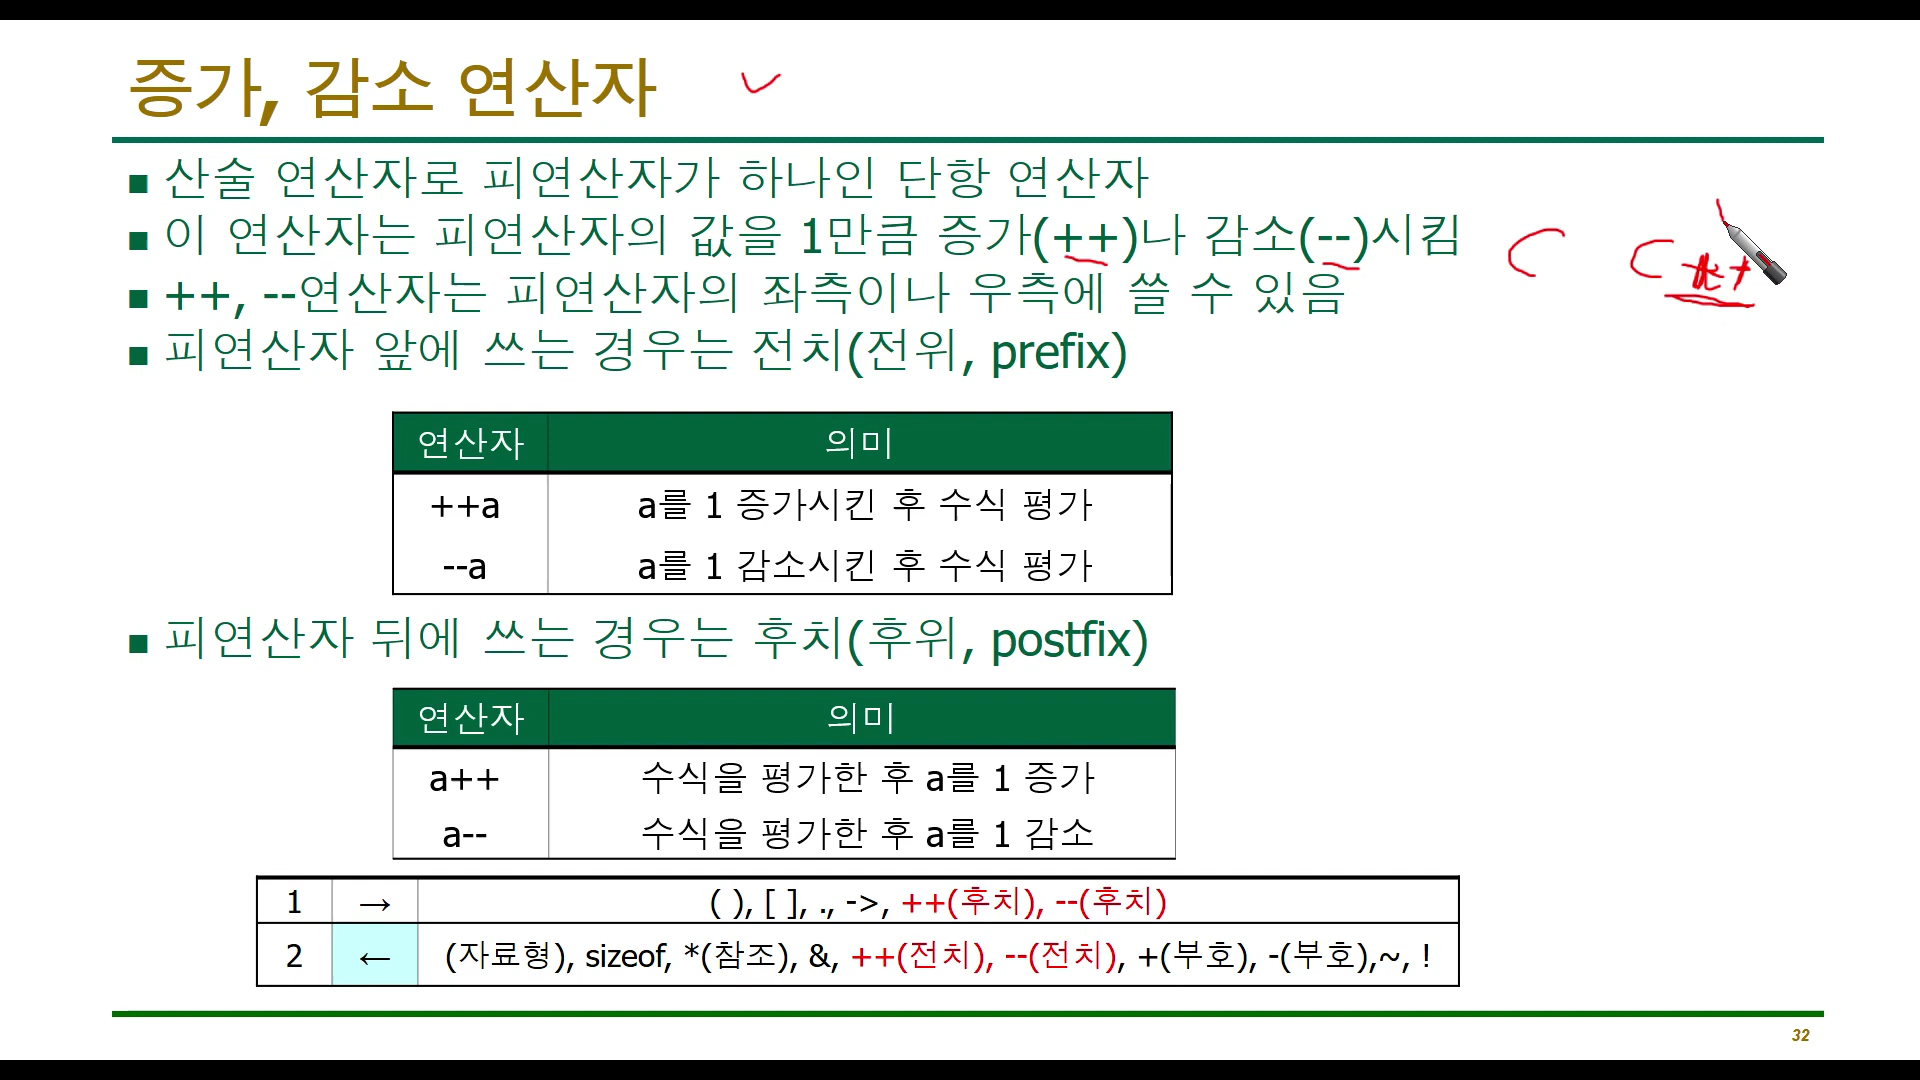 증가, 감소 연산자
■ 산술 연산자로 피연산자가 하나인 단항 연산자
■ 이 연산자는 피연산자의 값을 1만큼 증가(++)나 감소(--)시킴
■ ++, --연산자는 피연산자의 좌측이나 우측에 쓸 수 있음
C C
■ 피연산자 앞에 쓰는 경우는 전치(전위, prefix)
연산자 의미
++a a를 1 증가시킨 후 수식 평가
--a a를 1 감소시킨 후 수식 평가
■ 피연산자 뒤에 쓰는 경우는 후치(후위, postfix)
연산자 의미
a++ 수식을 평가한 후 a를 1 증가
a-- 수식을 평가한 후 a를 1 감소
1 → ( ), [ ], ., ->, ++(후치), --(후치)
2 ← (자료형), sizeof, *(참조), &, ++(전치), --(전치), +(부호), -(부호),~, !
32